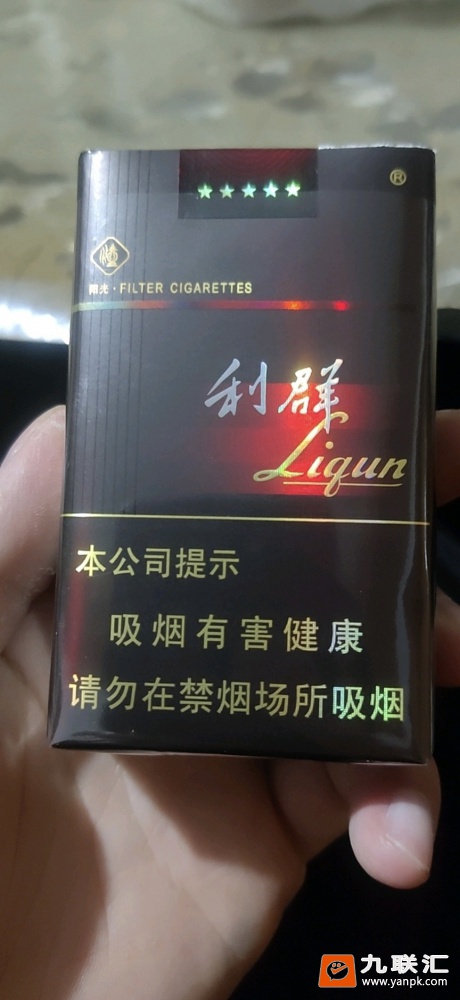 ★★★★★
®
阳光·FILTER CIGARETTES
利群
Liqun
本公司提示
吸烟有害健康
请勿在禁烟场所吸烟
九联汇
www.yanpk.com